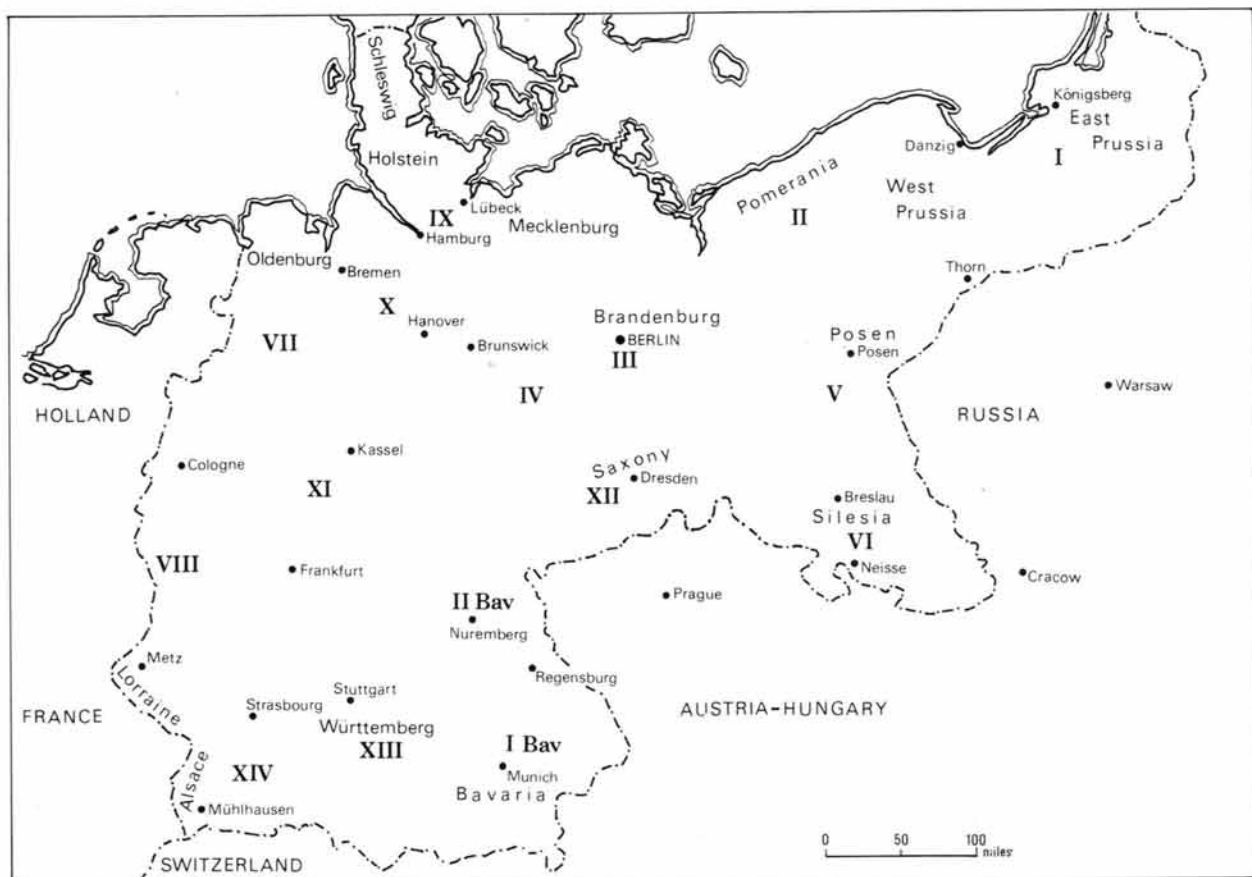 Schleswig
Holstein
Königsberg
East
Prussia
I
Danzig
West
Prussia
Pomerania
II
IX
Lübeck
Hamburg
Mecklenburg
Oldenburg
Bremen
Thorn
X
Hanover
VII
Brunswick
Brandenburg
BERLIN
III
Posen
Posen
IV
V
Warsaw
HOLLAND
RUSSIA
Kassel
Cologne
XI
Saxony
Dresden
XII
Breslau
Silesia
VI
Neisse
Cracow
VIII
Frankfurt
Prague
II Bav
Nuremberg
Metz
Lorraine
Regensburg
Stuttgart
Strasbourg
Württemberg
XIII
FRANCE
AUSTRIA-HUNGARY
I Bav
Munich
Bavaria
XIV
Alsace
Mühlhausen
SWITZERLAND
0 50 100
miles